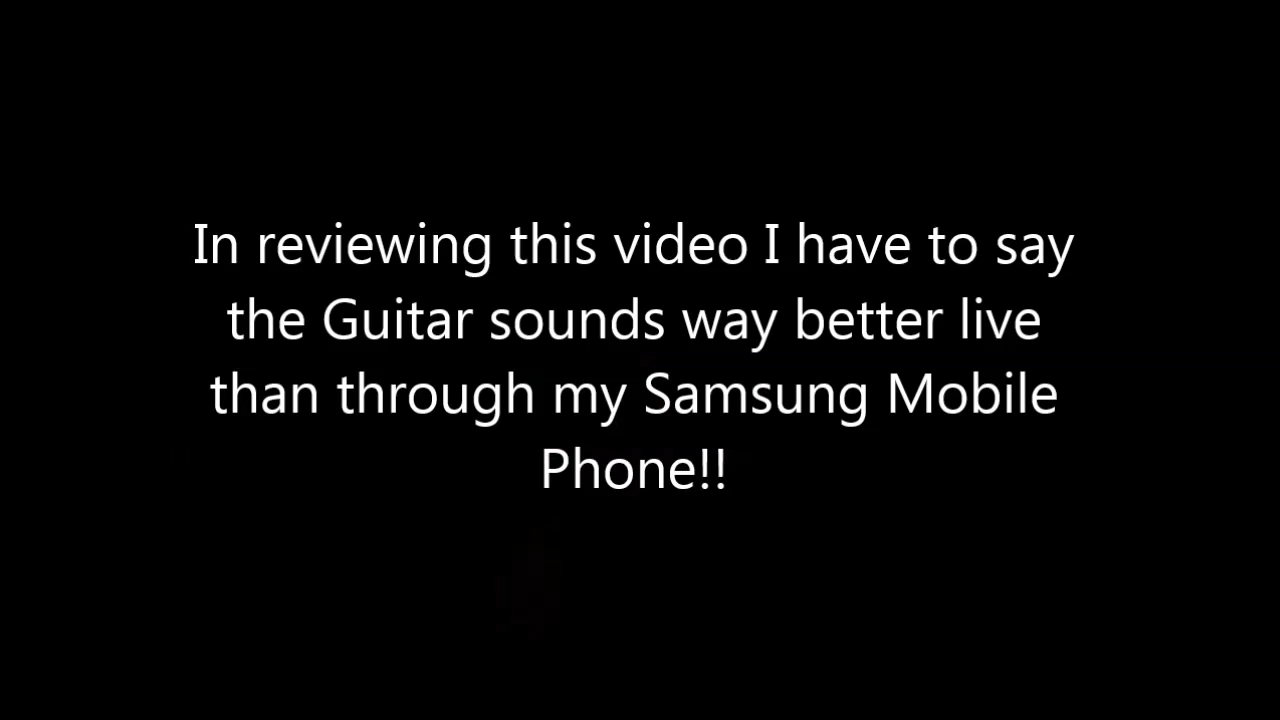 In reviewing this video I have to say
the Guitar sounds way better live
than through my Samsung Mobile
Phone!!